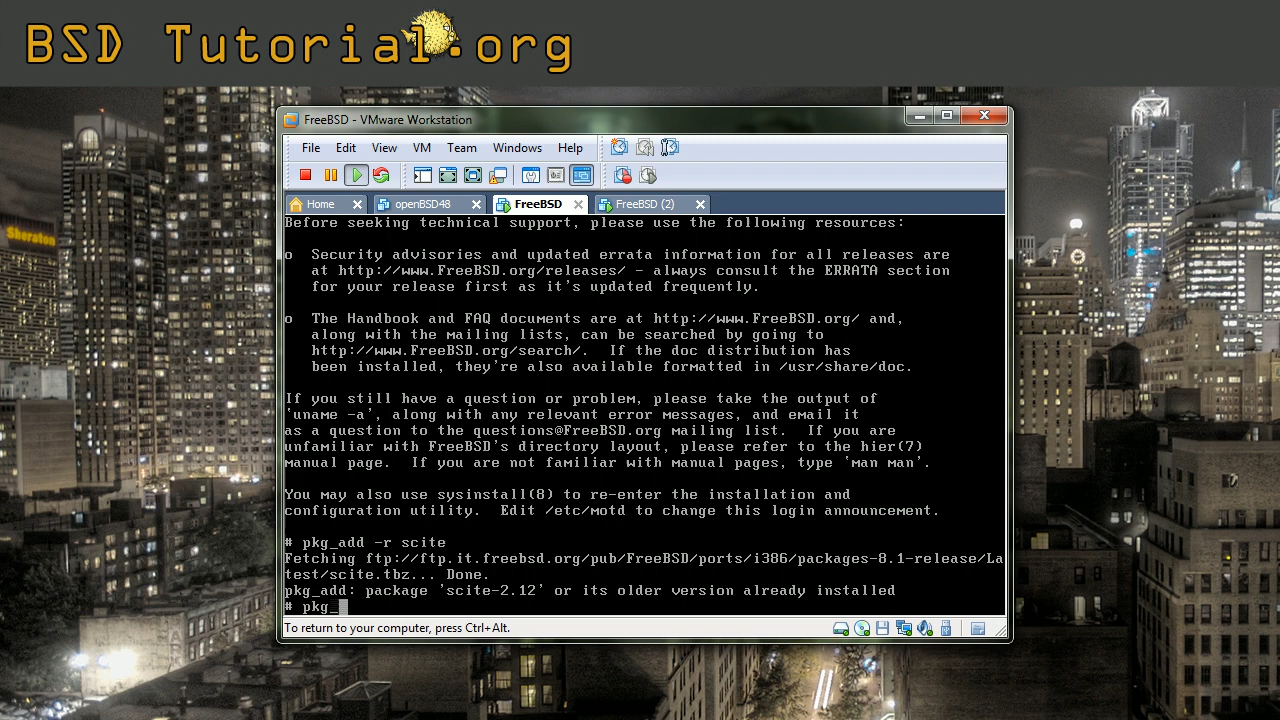 BSD Tutorial.org
FreeBSD - VMware Workstation
File Edit View VM Team Windows Help
Home openBSD48 FreeBSD FreeBSD (2)
Before seeking technical support, please use the following resources:
o Security advisories and updated errata information for all releases are
at http://www.FreeBSD.org/releases/ - always consult the ERRATA section
for your release first as it's updated frequently.
o The Handbook and FAQ documents are at http://www.FreeBSD.org/ and,
along with the mailing lists, can be searched by going to
http://www.FreeBSD.org/search/. If the doc distribution has
been installed, they're also available formatted in /usr/share/doc.
If you still have a question or problem, please take the output of
`uname -a', along with any relevant error messages, and email it
as a question to the questions@FreeBSD.org mailing list. If you are
unfamiliar with FreeBSD's directory layout, please refer to the hier(7)
manual page. If you are not familiar with manual pages, type `man man'.
You may also use sysinstall(8) to re-enter the installation and
configuration utility. Edit /etc/motd to change this login announcement.
# pkg_add -r scite
Fetching ftp://ftp.it.freebsd.org/pub/FreeBSD/ports/i386/packages-8.1-release/La
test/scite.tbz... Done.
pkg_add: package 'scite-2.12' or its older version already installed
# pkg_
To return to your computer, press Ctrl+Alt.
Sheraton